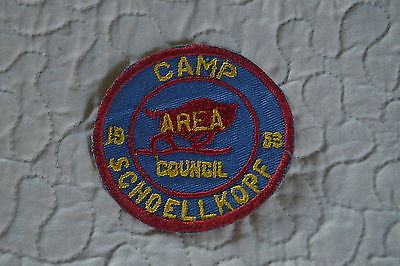 CAMP
AREA
19 53
COUNCIL
SCHOELLKOPF